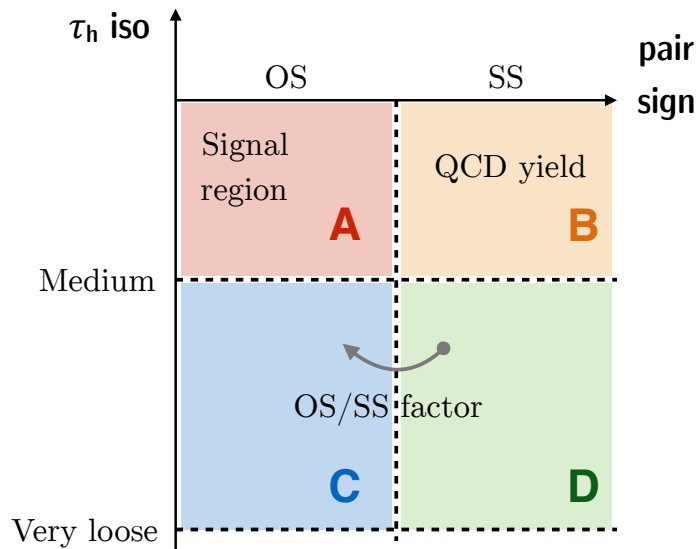 τh iso
pair
sign
OS
SS
Signal
region
QCD yield
A
B
Medium
OS/SS factor
C
D
Very loose